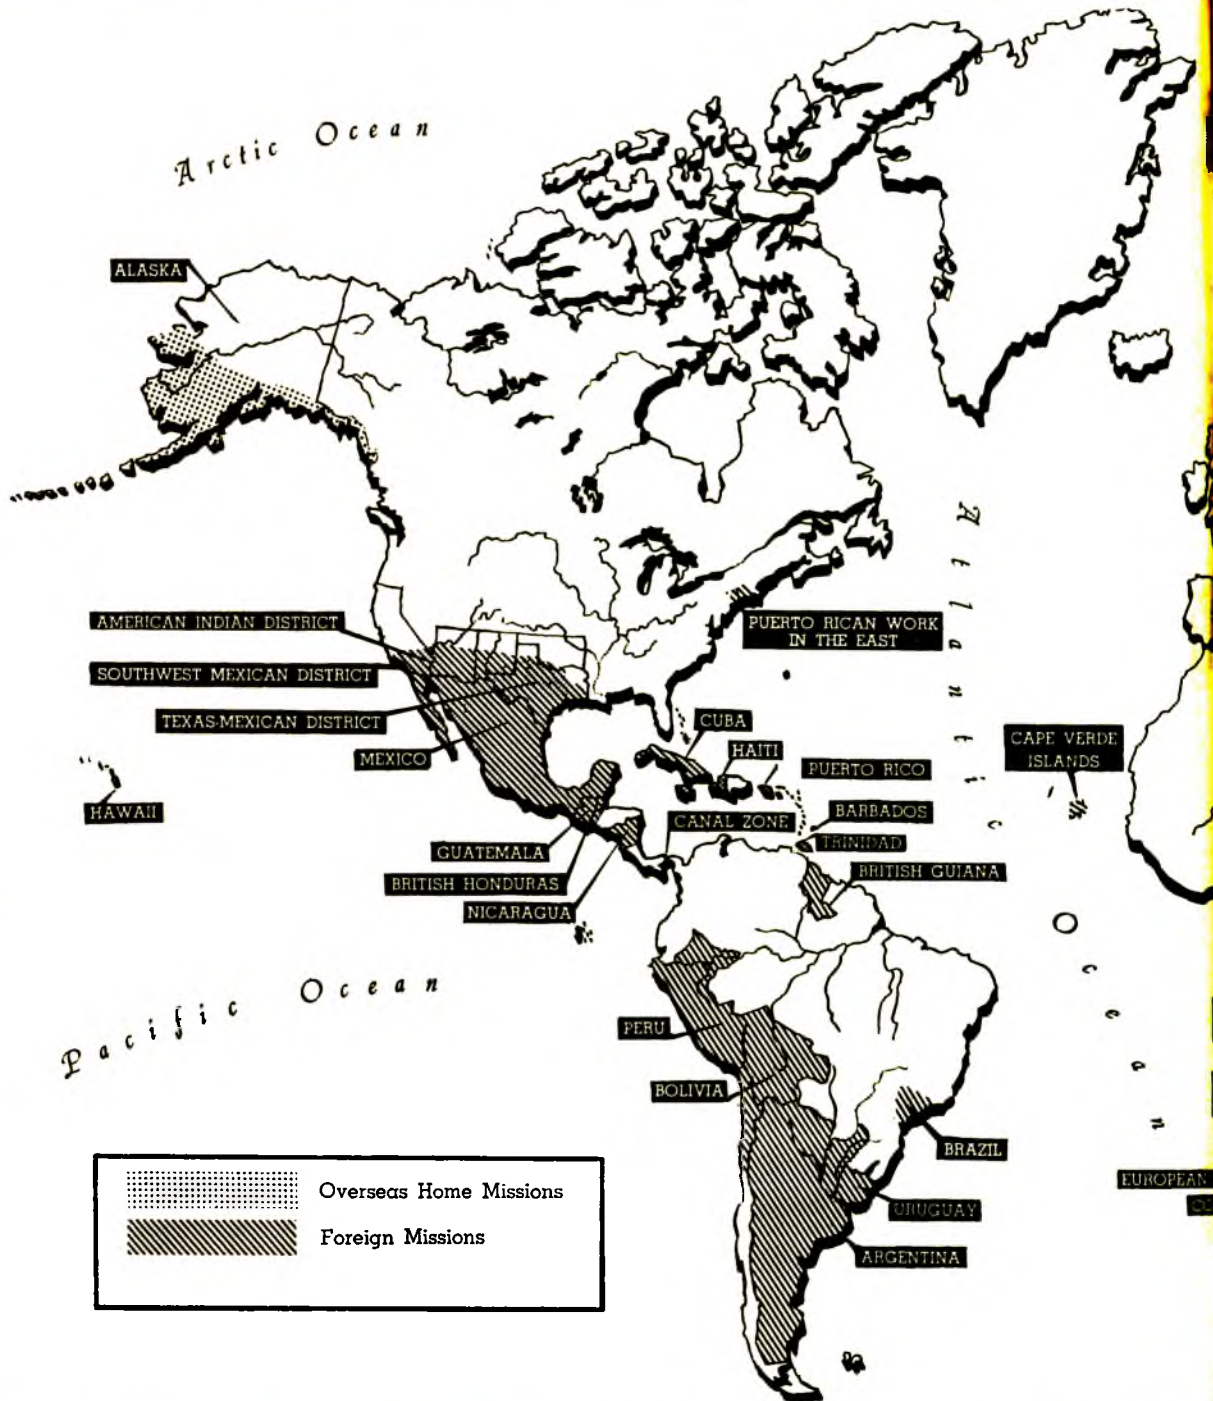 Arctic Ocean
ALASKA
Atlantic Ocean
AMERICAN INDIAN DISTRICT
PUERTO RICAN WORK
IN THE EAST
SOUTHWEST MEXICAN DISTRICT
TEXAS-MEXICAN DISTRICT
CUBA
MEXICO
HAITI
CAPE VERDE
ISLANDS
PUERTO RICO
HAWAII
BARBADOS
CANAL ZONE
TRINIDAD
GUATEMALA
BRITISH GUIANA
BRITISH HONDURAS
NICARAGUA
Pacific Ocean
PERU
BOLIVIA
BRAZIL
EUROPEAN
URUGUAY
ARGENTINA
Overseas Home Missions
Foreign Missions